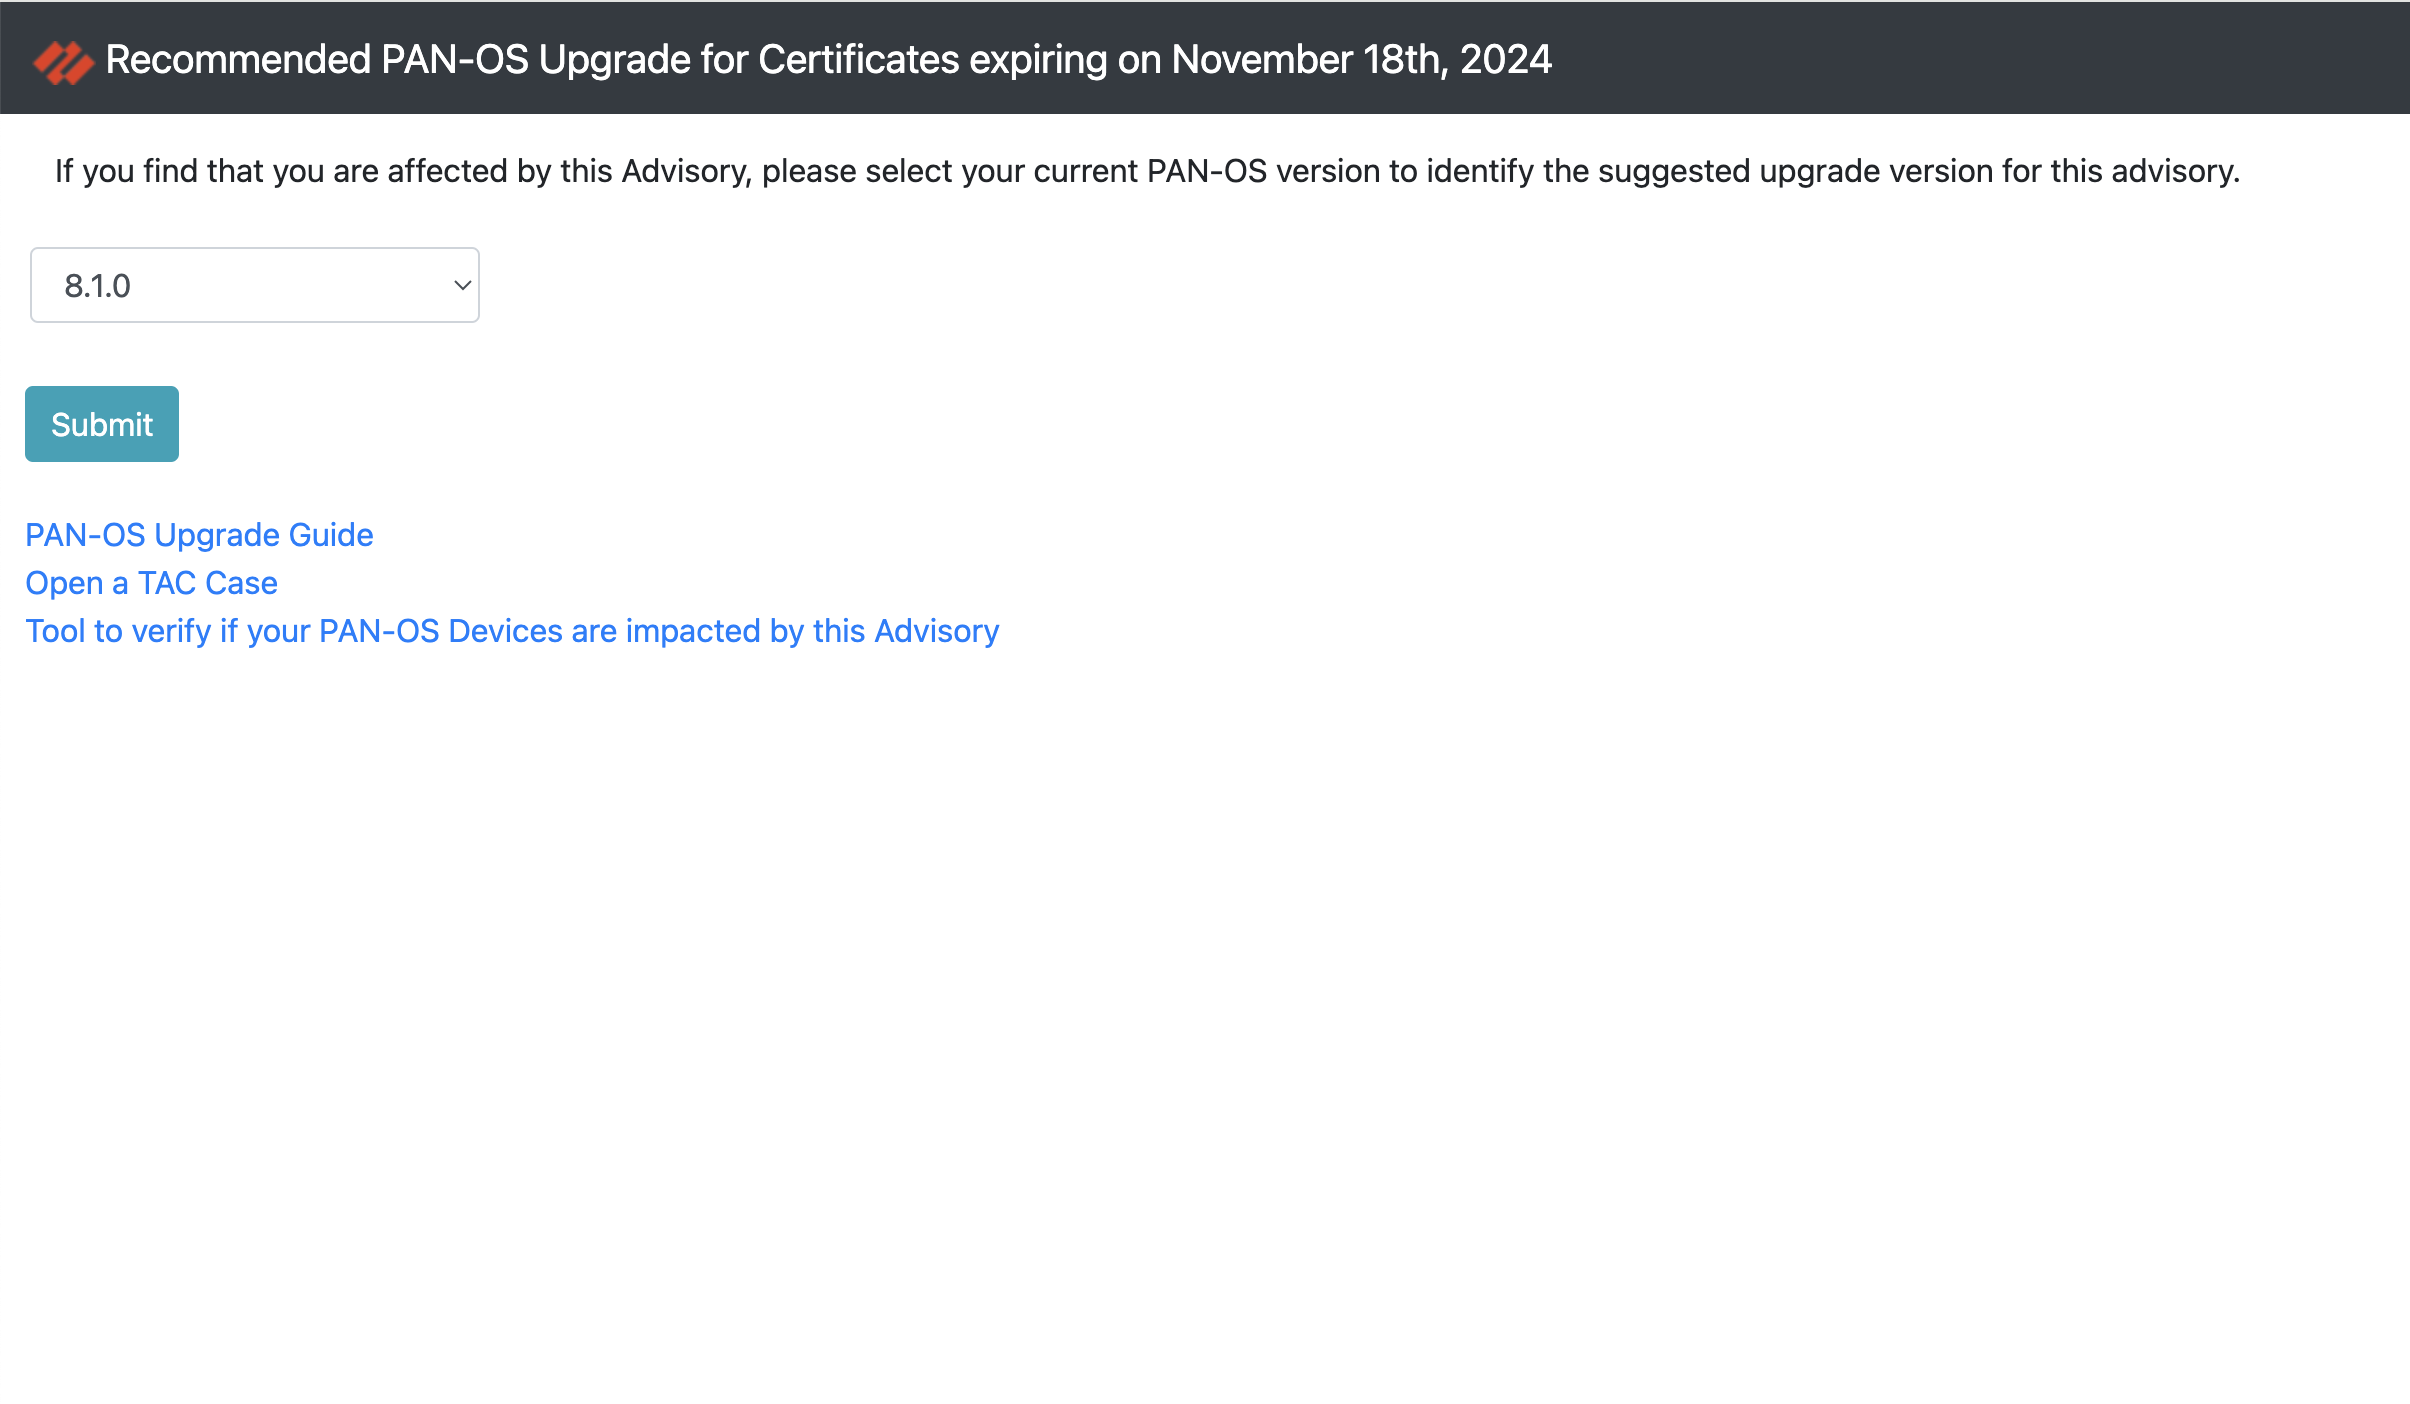 Recommended PAN-OS Upgrade for Certificates expiring on November 18th, 2024
If you find that you are affected by this Advisory, please select your current PAN-OS version to identify the suggested upgrade version for this advisory.
8.1.0
Submit
PAN-OS Upgrade Guide
Open a TAC Case
Tool to verify if your PAN-OS Devices are impacted by this Advisory